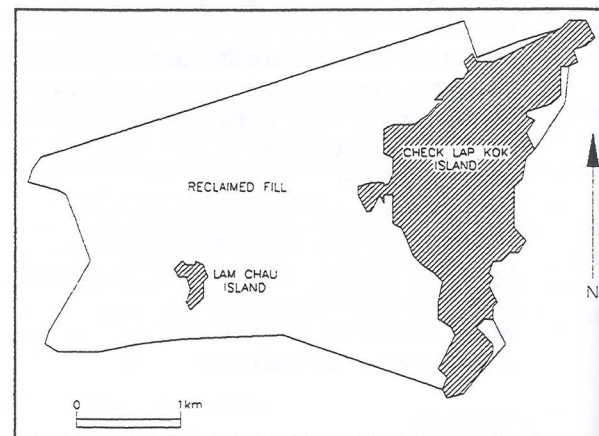 CHECK LAP KOK
ISLAND
RECLAIMED FILL
LAM CHAU
ISLAND
N
0 1km